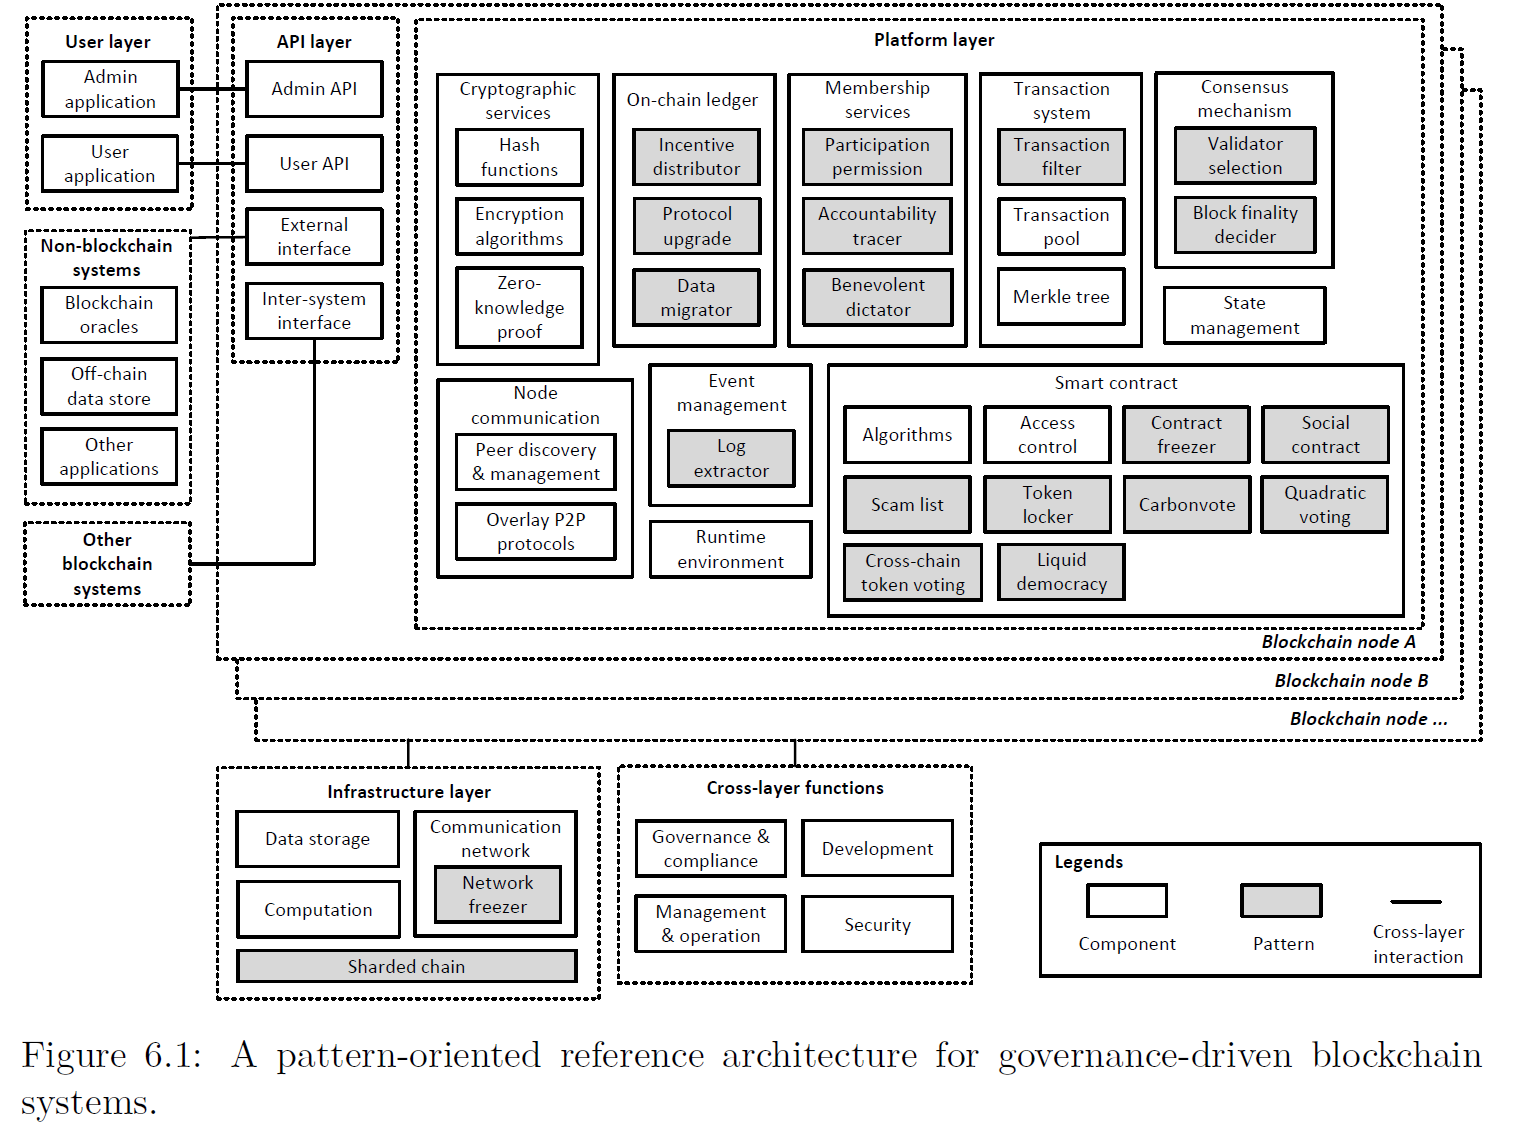 User layer
Admin
application
User
application
Non-blockchain
systems
Blockchain
oracles
Off-chain
data store
Other
applications
Other
blockchain
systems
API layer
Admin API
User API
External
interface
Inter-system
interface
Platform layer
Cryptographic
services
Hash
functions
Encryption
algorithms
Zero-
knowledge
proof
On-chain ledger
Incentive
distributor
Protocol
upgrade
Data
migrator
Membership
services
Participation
permission
Accountability
tracer
Benevolent
dictator
Transaction
system
Transaction
filter
Transaction
pool
Merkle tree
Consensus
mechanism
Validator
selection
Block finality
decider
State
management
Node
communication
Peer discovery
& management
Overlay P2P
protocols
Event
management
Log
extractor
Runtime
environment
Smart contract
Algorithms
Access
control
Contract
freezer
Social
contract
Scam list
Token
locker
Carbonvote
Quadratic
voting
Cross-chain
token voting
Liquid
democracy
Blockchain node A
Blockchain node B
Blockchain node ...
Infrastructure layer
Data storage
Computation
Communication
network
Network
freezer
Sharded chain
Cross-layer functions
Governance &
compliance
Development
Management
& operation
Security
Legends
Component
Pattern
Cross-layer
interaction
Figure 6.1: A pattern-oriented reference architecture for governance-driven blockchain
systems.